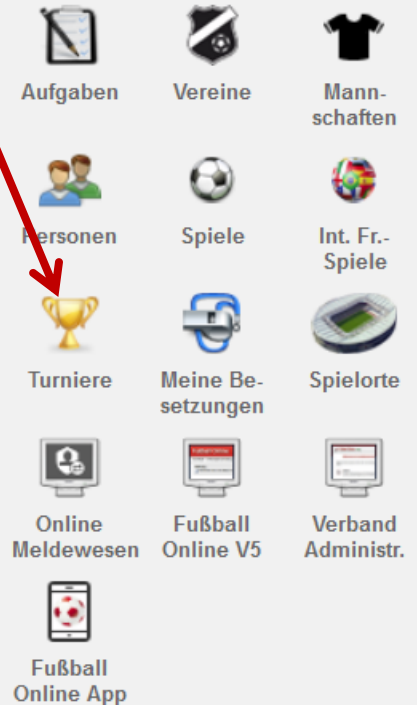 Aufgaben Vereine Mann-
schaften
Personen Spiele Int. Fr.-
Spiele
Turniere Meine Be- Spielorte
setzungen
Online Fußball Verband
Meldewesen Online V5 Administr.
Fußball
Online App